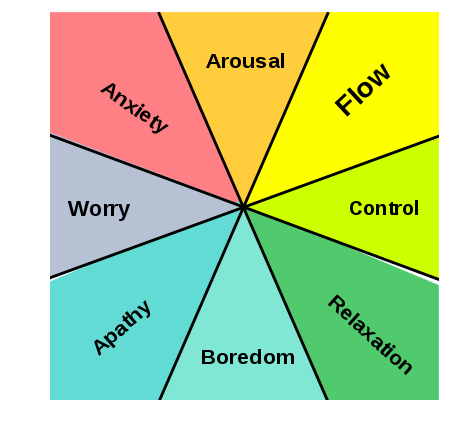 Arousal
Flow
Anxiety
Worry
Control
Apathy
Relaxation
Boredom